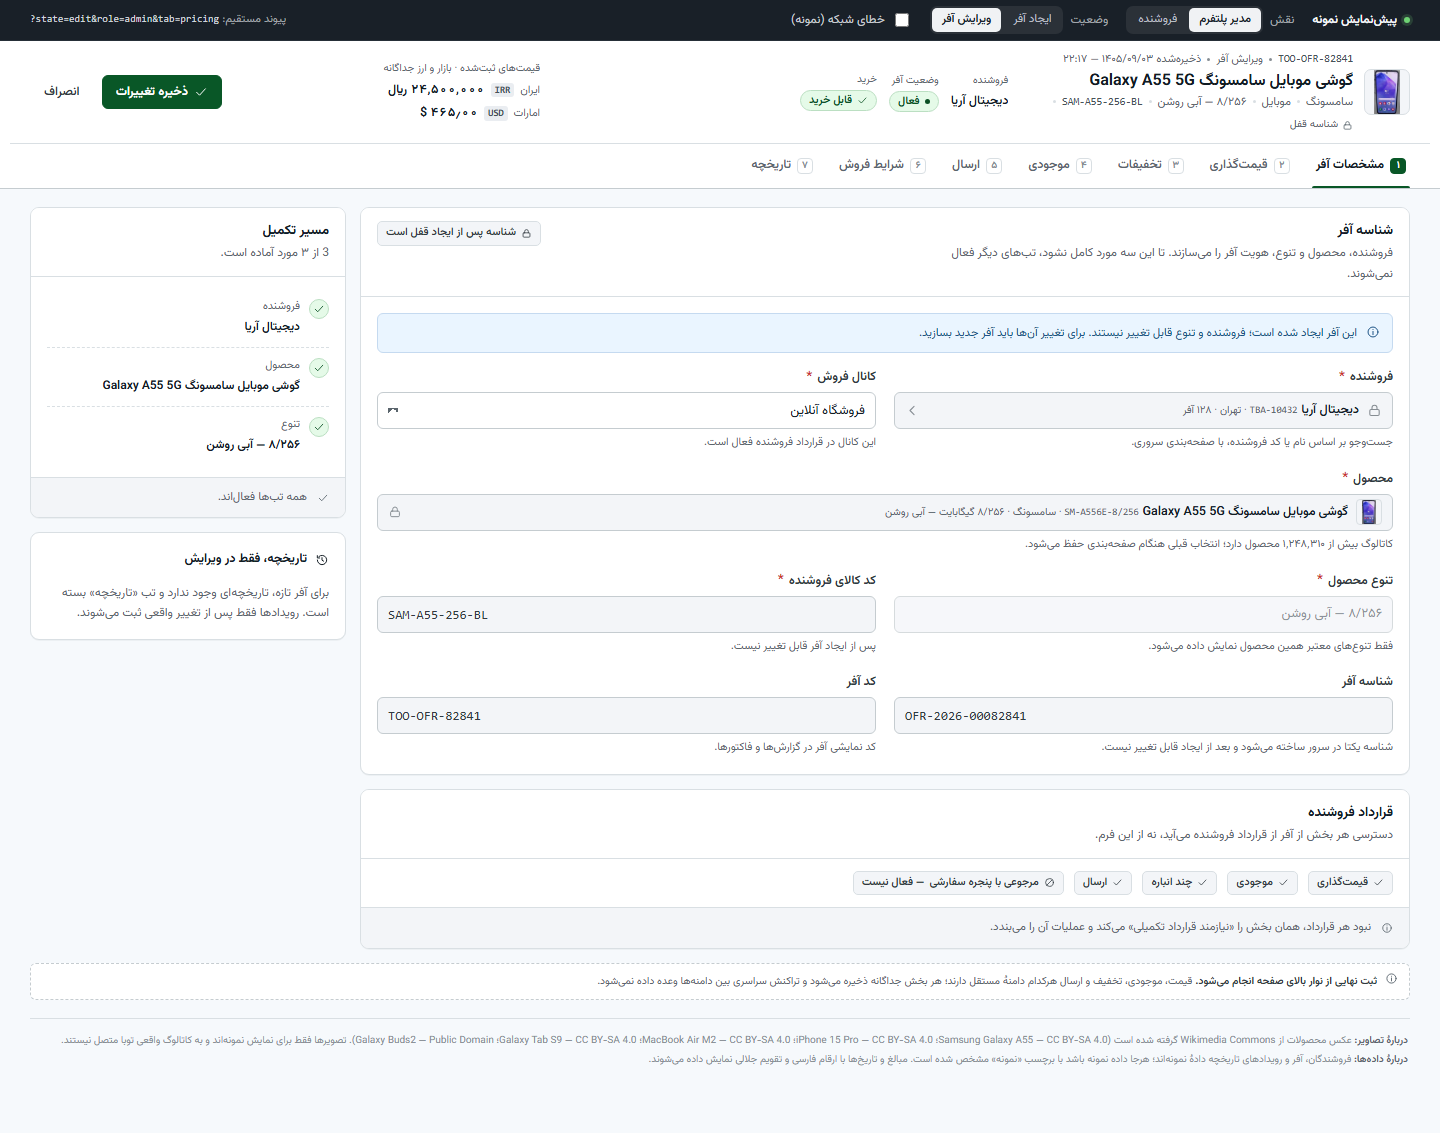 پیش‌نمایش نمونه
نقش
مدیر پلتفرم
فروشنده
وضعیت
ویرایش آفر
ایجاد آفر
خطای شبکه (نمونه)
پیوند مستقیم: ?state=edit&role=admin&tab=pricing
TOO-OFR-82841 • ویرایش آفر • ذخیره‌شده ۱۴۰۵/۰۹/۰۳ — ۲۲:۱۷
گوشی موبایل سامسونگ Galaxy A55 5G
سامسونگ • موبایل • ۸/۲۵۶ — آبی روشن • SAM-A55-256-BL •
شناسه قفل
فروشنده
دیجیتال آریا
وضعیت آفر
فعال
خرید
قابل خرید
قیمت‌های ثبت‌شده · بازار و ارز جداگانه
ایران IRR ۲۴,۵۰۰,۰۰۰ ریال
امارات USD ۴۶۵٫۰۰ $
ذخیره تغییرات
انصراف
۱ مشخصات آفر
۲ قیمت‌گذاری
۳ تخفیفات
۴ موجودی
۵ ارسال
۶ شرایط فروش
۷ تاریخچه
شناسه آفر
فروشنده، محصول و تنوع، هویت آفر را می‌سازند. تا این سه مورد کامل نشود، تب‌های دیگر فعال
نمی‌شوند.
شناسه پس از ایجاد قفل است
این آفر ایجاد شده است؛ فروشنده و تنوع قابل تغییر نیستند. برای تغییر آن‌ها باید آفر جدید بسازید.
فروشنده *
دیجیتال آریا TBA-10432 · تهران · ۱۲۸ آفر
جست‌وجو بر اساس نام یا کد فروشنده، با صفحه‌بندی سروری.
کانال فروش *
فروشگاه آنلاین
این کانال در قرارداد فروشنده فعال است.
محصول *
گوشی موبایل سامسونگ Galaxy A55 5G SM-A556E-8/256 · سامسونگ · ۸/۲۵۶ گیگابایت — آبی روشن
کاتالوگ بیش از ۱,۲۴۸,۳۱۰ محصول دارد؛ انتخاب قبلی هنگام صفحه‌بندی حفظ می‌شود.
تنوع محصول *
۸/۲۵۶ — آبی روشن
فقط تنوع‌های معتبر همین محصول نمایش داده می‌شود.
کد کالای فروشنده *
SAM-A55-256-BL
پس از ایجاد آفر قابل تغییر نیست.
شناسه آفر
OFR-2026-00082841
شناسه یکتا در سرور ساخته می‌شود و بعد از ایجاد قابل تغییر نیست.
کد آفر
TOO-OFR-82841
کد نمایشی آفر در گزارش‌ها و فاکتورها.
قرارداد فروشنده
دسترسی هر بخش از آفر از قرارداد فروشنده می‌آید، نه از این فرم.
قیمت‌گذاری
موجودی
چند انباره
ارسال
مرجوعی با پنجره سفارشی — فعال نیست
نبود هر قرارداد، همان بخش را «نیازمند قرارداد تکمیلی» می‌کند و عملیات آن را می‌بندد.
مسیر تکمیل
3 از ۳ مورد آماده است.
فروشنده
دیجیتال آریا
محصول
گوشی موبایل سامسونگ Galaxy A55 5G
تنوع
۸/۲۵۶ — آبی روشن
همه تب‌ها فعال‌اند.
تاریخچه، فقط در ویرایش
برای آفر تازه، تاریخچه‌ای وجود ندارد و تب «تاریخچه» بسته
است. رویدادها فقط پس از تغییر واقعی ثبت می‌شوند.
ثبت نهایی از نوار بالای صفحه انجام می‌شود. قیمت، موجودی، تخفیف و ارسال هرکدام دامنهٔ مستقل دارند؛ هر بخش جداگانه ذخیره می‌شود و تراکنش سراسری بین دامنه‌ها وعده داده نمی‌شود.
دربارهٔ تصاویر: عکس محصولات از Wikimedia Commons گرفته شده است (Samsung Galaxy A55 — CC BY-SA 4.0؛ iPhone 15 Pro — CC BY-SA 4.0؛ MacBook Air M2 — CC BY-SA 4.0؛ Galaxy Tab S9 — CC BY-SA 4.0؛ Galaxy Buds2 — Public Domain). تصویرها فقط برای نمایش نمونه‌اند و به کاتالوگ واقعی توبا متصل نیستند.
دربارهٔ داده‌ها: فروشندگان، آفر و رویدادهای تاریخچه دادهٔ نمونه‌اند؛ هرجا داده نمونه باشد با برچسب «نمونه» مشخص شده است. مبالغ و تاریخ‌ها با ارقام فارسی و تقویم جلالی نمایش داده می‌شوند.